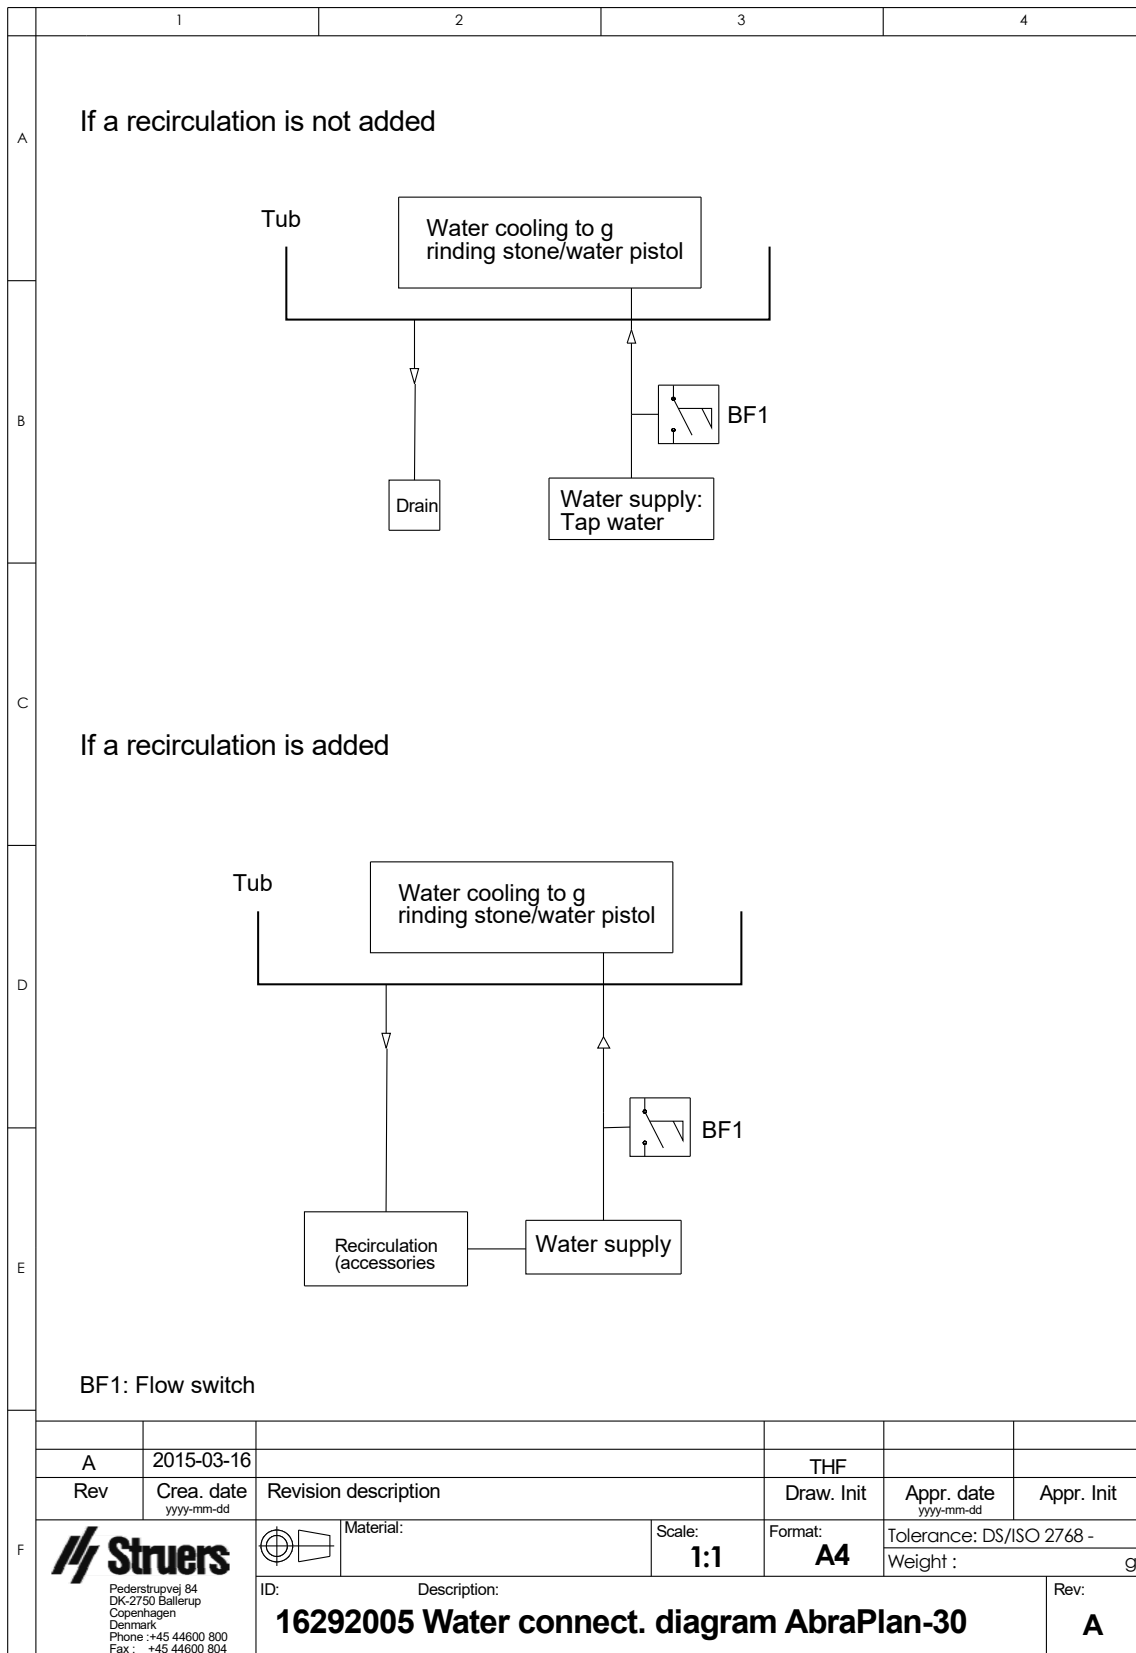 1 2 3 4
A
If a recirculation is not added
Tub
Water cooling to g
rinding stone/water pistol
B
BF1
Drain
Water supply:
Tap water
C
If a recirculation is added
Tub
Water cooling to g
rinding stone/water pistol
D
BF1
Recirculation
(accessories
Water supply
E
BF1: Flow switch
A 2015-03-16 THF
Rev Crea. date Revision description Draw. Init Appr. date Appr. Init
yyyy-mm-dd yyyy-mm-dd
F
Struers
Material:
Scale:
1:1
Format:
A4
Tolerance: DS/ISO 2768 -
Weight : g
Pederstrupvej 84
DK-2750 Ballerup
Copenhagen
Denmark
Phone :+45 44600 800
Fax : +45 44600 804
ID: Description:
16292005 Water connect. diagram AbraPlan-30
Rev:
A